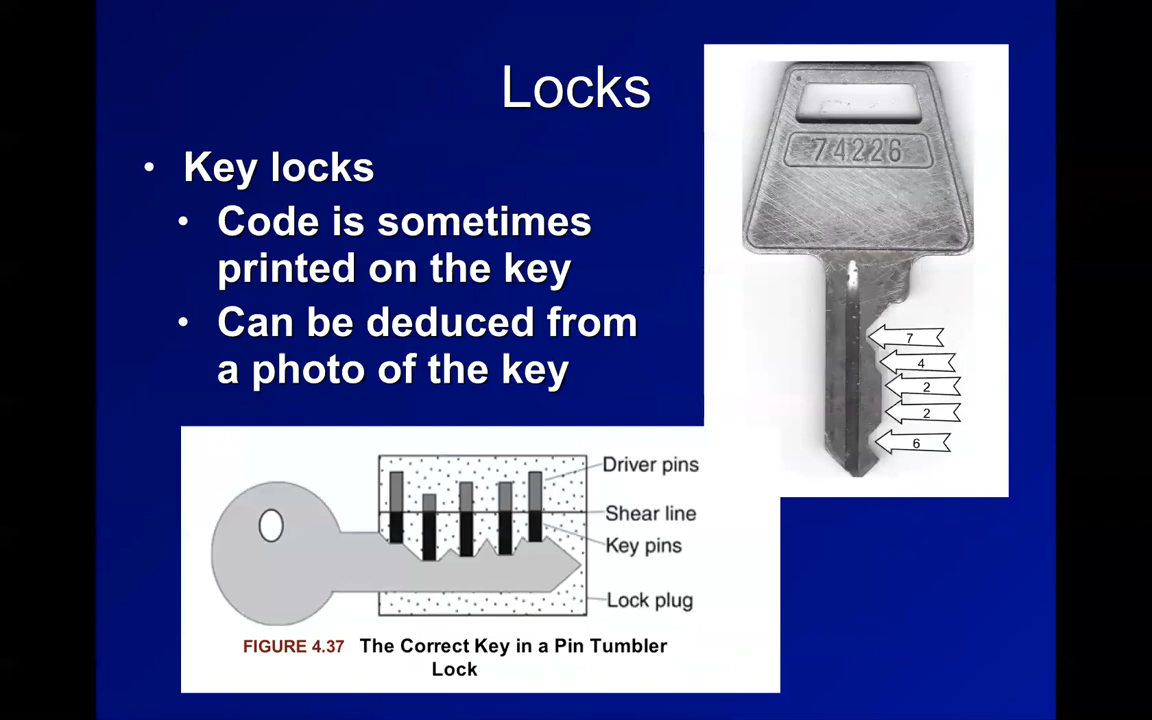 Locks
• Key locks
• Code is sometimes
printed on the key
• Can be deduced from
a photo of the key
74226
7
4
2
2
6
Driver pins
Shear line
Key pins
Lock plug
FIGURE 4.37 The Correct Key in a Pin Tumbler
Lock